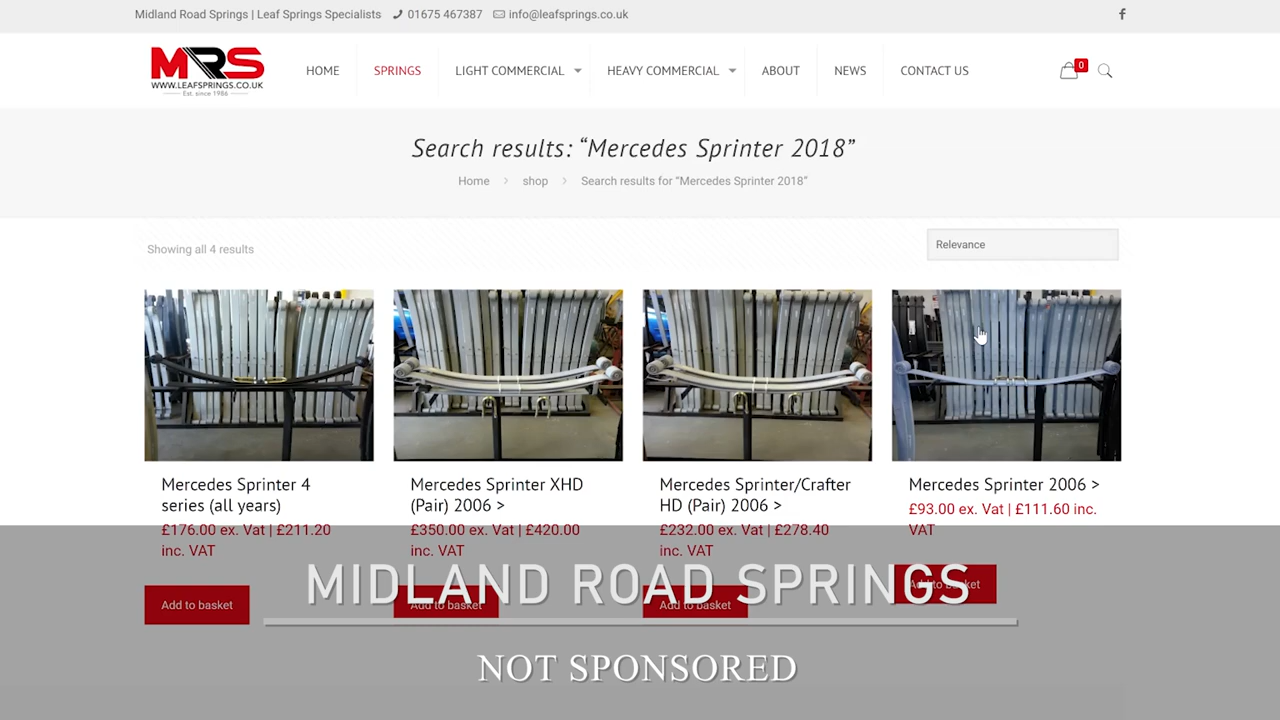 Midland Road Springs | Leaf Springs Specialists 01675 467387 info@leafsprings.co.uk
MRS
WWW.LEAFSPRINGS.CO.UK
Est. since 1986
HOME SPRINGS LIGHT COMMERCIAL HEAVY COMMERCIAL ABOUT NEWS CONTACT US 0
Search results: “Mercedes Sprinter 2018”
Home shop Search results for “Mercedes Sprinter 2018”
Showing all 4 results
Relevance
Mercedes Sprinter 4
series (all years)
£176.00 ex. Vat | £211.20
inc. VAT
Add to basket
Mercedes Sprinter XHD
(Pair) 2006 >
£350.00 ex. Vat | £420.00
inc. VAT
Add to basket
Mercedes Sprinter/Crafter
HD (Pair) 2006 >
£232.00 ex. Vat | £278.40
inc. VAT
Add to basket
Mercedes Sprinter 2006 >
£93.00 ex. Vat | £111.60 inc.
VAT
Add to basket
MIDLAND ROAD SPRINGS
NOT SPONSORED